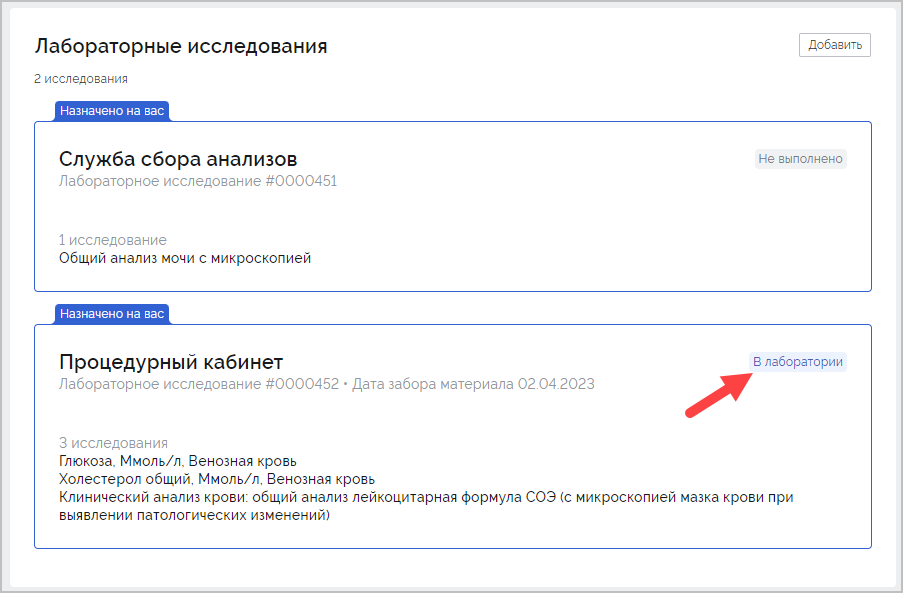 Лабораторные исследования
Добавить
2 исследования
Назначено на вас
Служба сбора анализов
Не выполнено
Лабораторное исследование #0000451
1 исследование
Общий анализ мочи с микроскопией
Назначено на вас
Процедурный кабинет
В лаборатории
Лабораторное исследование #0000452 • Дата забора материала 02.04.2023
3 исследования
Глюкоза, Ммоль/л, Венозная кровь
Холестерол общий, Ммоль/л, Венозная кровь
Клинический анализ крови: общий анализ лейкоцитарная формула СОЭ (с микроскопией мазка крови при
выявлении патологических изменений)